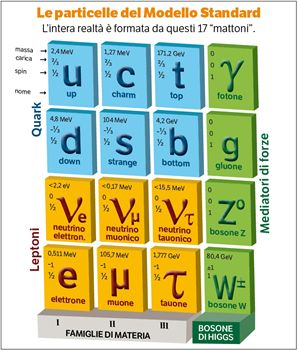 Le particelle del Modello Standard
L'intera realtà è formata da questi 17 "mattoni".
massa
carica
spin
nome
Quark
Leptoni
Mediatori di forze
2,4 MeV
⅔
½
u
up
1,27 GeV
⅔
½
c
charm
171,2 GeV
⅔
½
t
top
0
0
1
γ
fotone
4,8 MeV
-⅓
½
d
down
104 MeV
-⅓
½
s
strange
4,2 GeV
-⅓
½
b
bottom
0
0
1
g
gluone
<2,2 eV
0
½
νe
neutrino
elettron.
<0,17 MeV
0
½
νμ
neutrino
muonico
<15,5 MeV
0
½
ντ
neutrino
tauonico
0
1
Z⁰
bosone Z
0,511 MeV
-1
½
e
elettrone
105,7 MeV
-1
½
μ
muone
1,777 GeV
-1
½
τ
tauone
80,4 GeV
±1
1
W±
bosone W
I II III
FAMIGLIE DI MATERIA
BOSONE
DI HIGGS